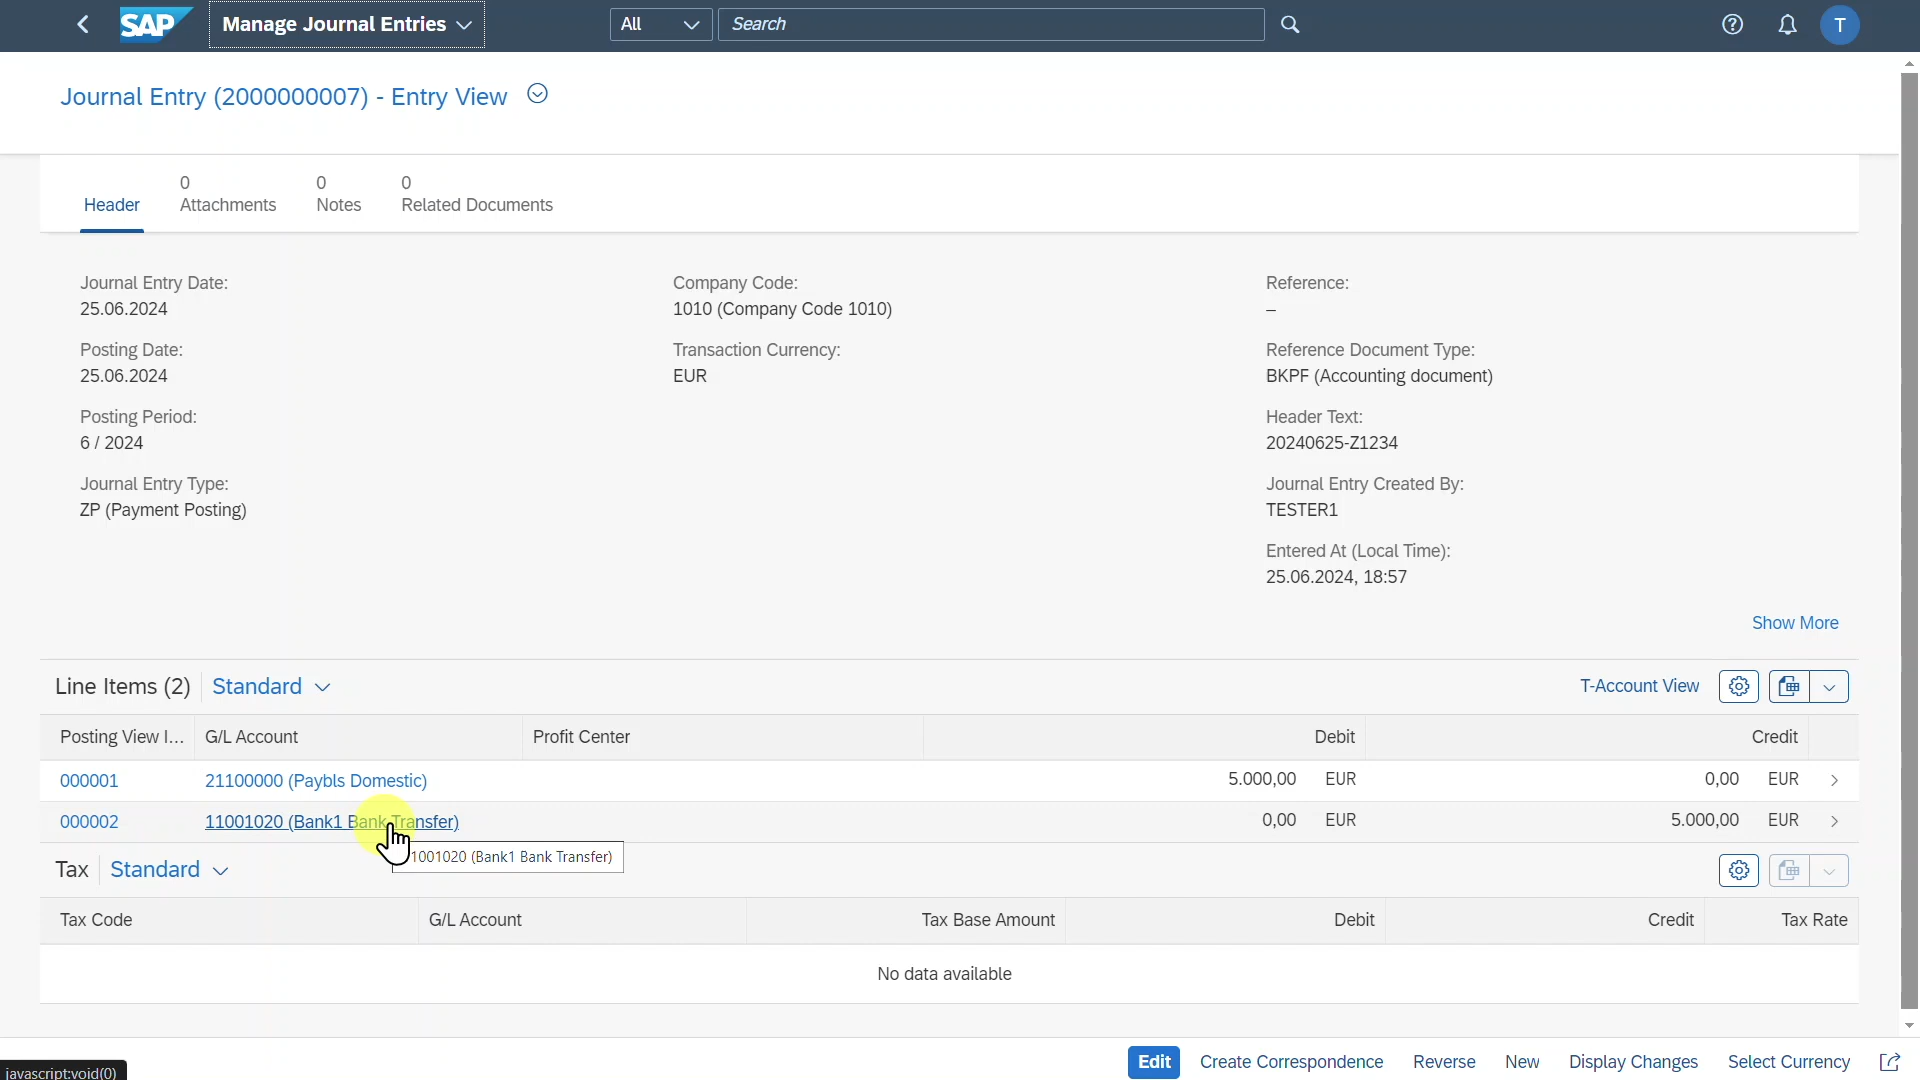 SAP Manage Journal Entries All Search T
Journal Entry (2000000007) - Entry View
0 0 0
Header Attachments Notes Related Documents
Journal Entry Date: Company Code: Reference:
25.06.2024 1010 (Company Code 1010) –
Posting Date: Transaction Currency: Reference Document Type:
25.06.2024 EUR BKPF (Accounting document)
Posting Period: Header Text:
6 / 2024 20240625-Z1234
Journal Entry Type: Journal Entry Created By:
ZP (Payment Posting) TESTER1
Entered At (Local Time):
25.06.2024, 18:57
Show More
Line Items (2) Standard T-Account View
Posting View I... G/L Account Profit Center Debit Credit
000001 21100000 (Paybls Domestic) 5.000,00 EUR 0,00 EUR
000002 11001020 (Bank1 Bank Transfer) 0,00 EUR 5.000,00 EUR
1001020 (Bank1 Bank Transfer)
Tax Standard
Tax Code G/L Account Tax Base Amount Debit Credit Tax Rate
No data available
Edit Create Correspondence Reverse New Display Changes Select Currency
javascript:void(0)